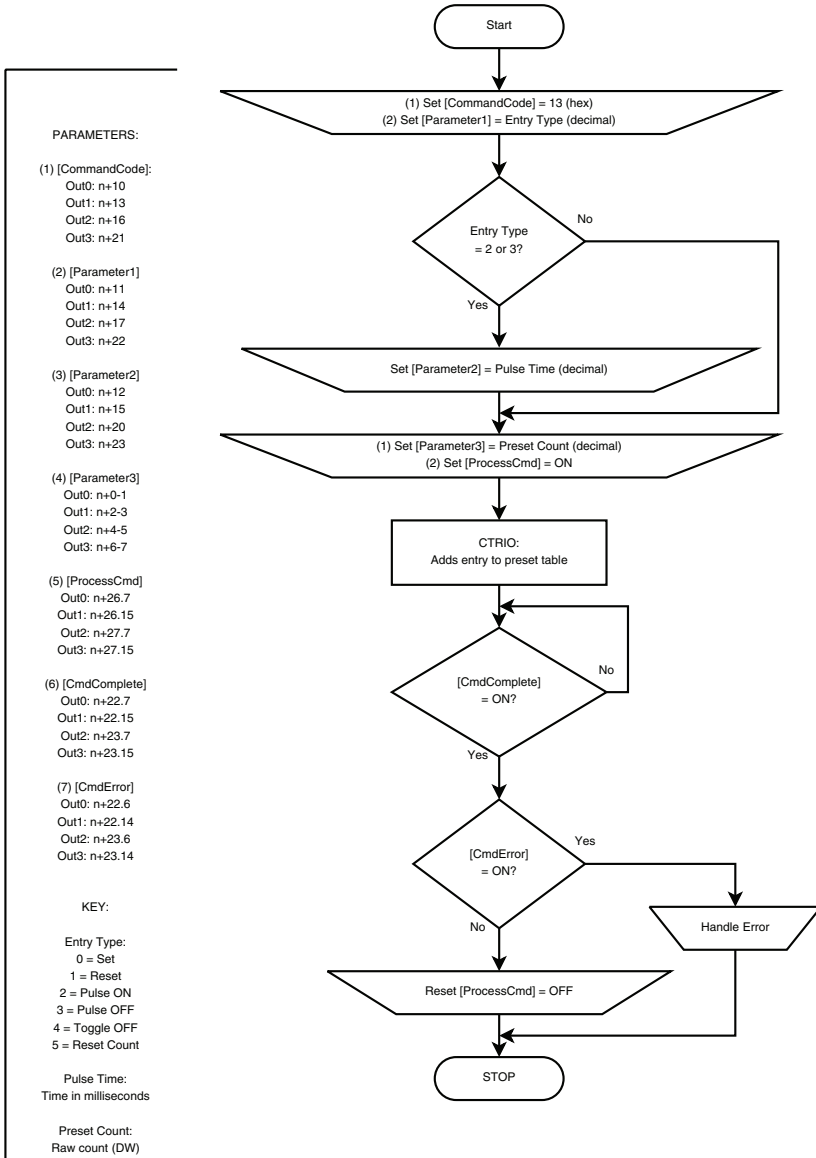 Start
(1) Set [CommandCode] = 13 (hex)
(2) Set [Parameter1] = Entry Type (decimal)
Entry Type
= 2 or 3?
No
Yes
Set [Parameter2] = Pulse Time (decimal)
(1) Set [Parameter3] = Preset Count (decimal)
(2) Set [ProcessCmd] = ON
CTRIO:
Adds entry to preset table
[CmdComplete]
= ON?
No
Yes
[CmdError]
= ON?
Yes
No
Handle Error
Reset [ProcessCmd] = OFF
STOP
PARAMETERS:
(1) [CommandCode]:
Out0: n+10
Out1: n+13
Out2: n+16
Out3: n+21
(2) [Parameter1]
Out0: n+11
Out1: n+14
Out2: n+17
Out3: n+22
(3) [Parameter2]
Out0: n+12
Out1: n+15
Out2: n+20
Out3: n+23
(4) [Parameter3]
Out0: n+0-1
Out1: n+2-3
Out2: n+4-5
Out3: n+6-7
(5) [ProcessCmd]
Out0: n+26.7
Out1: n+26.15
Out2: n+27.7
Out3: n+27.15
(6) [CmdComplete]
Out0: n+22.7
Out1: n+22.15
Out2: n+23.7
Out3: n+23.15
(7) [CmdError]
Out0: n+22.6
Out1: n+22.14
Out2: n+23.6
Out3: n+23.14
KEY:
Entry Type:
0 = Set
1 = Reset
2 = Pulse ON
3 = Pulse OFF
4 = Toggle OFF
5 = Reset Count
Pulse Time:
Time in milliseconds
Preset Count:
Raw count (DW)